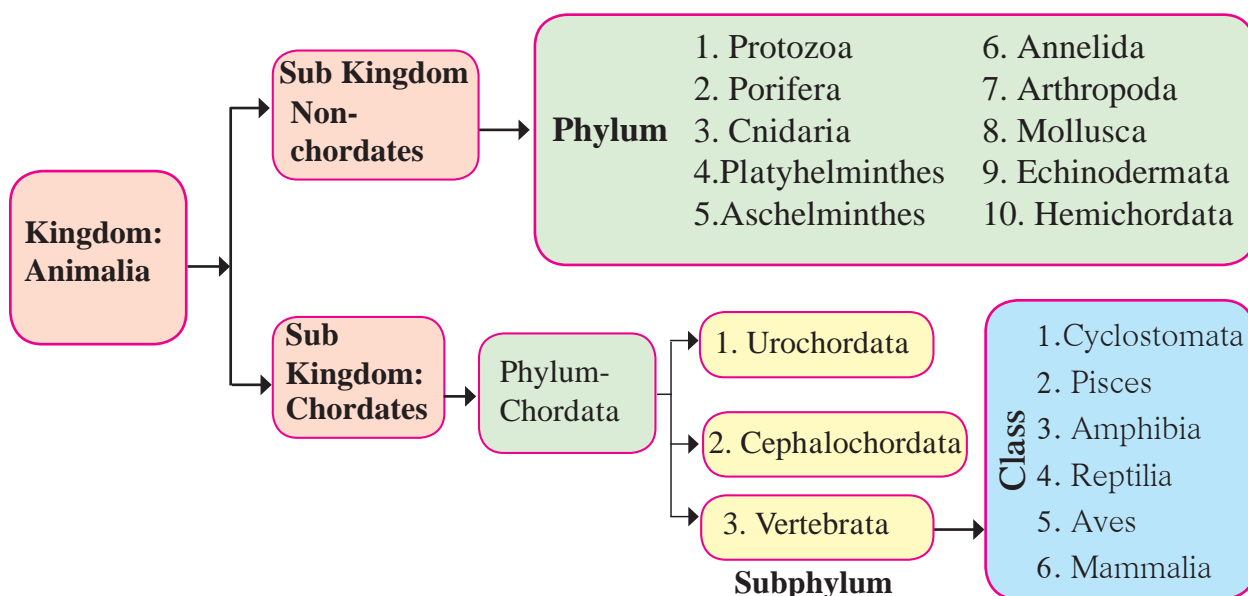 Kingdom:
Animalia
Sub Kingdom
Non-
chordates
Phylum
1. Protozoa
2. Porifera
3. Cnidaria
4.Platyhelminthes
5.Aschelminthes
6. Annelida
7. Arthropoda
8. Mollusca
9. Echinodermata
10. Hemichordata
Sub
Kingdom:
Chordates
Phylum-
Chordata
1. Urochordata
2. Cephalochordata
3. Vertebrata
Subphylum
Class
1.Cyclostomata
2. Pisces
3. Amphibia
4. Reptilia
5. Aves
6. Mammalia